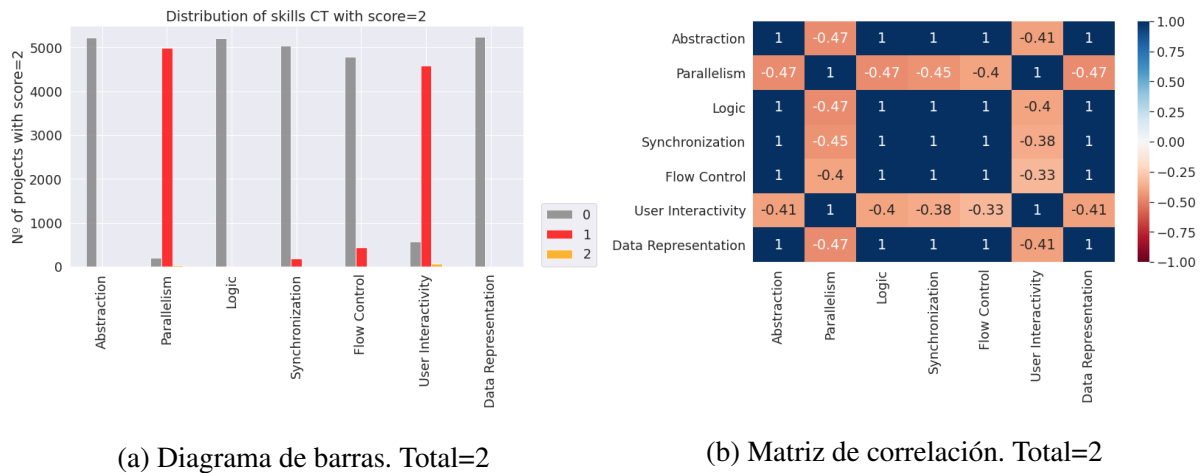 Distribution of skills CT with score=2
Nº of projects with score=2
5000
4000
3000
2000
1000
0
Abstraction
Parallelism
Logic
Synchronization
Flow Control
User Interactivity
Data Representation
0
1
2
(a) Diagrama de barras. Total=2
Abstraction 1 -0.47 1 1 1 -0.41 1
Parallelism -0.47 1 -0.47 -0.45 -0.4 1 -0.47
Logic 1 -0.47 1 1 1 -0.4 1
Synchronization 1 -0.45 1 1 1 -0.38 1
Flow Control 1 -0.4 1 1 1 -0.33 1
User Interactivity -0.41 1 -0.4 -0.38 -0.33 1 -0.41
Data Representation 1 -0.47 1 1 1 -0.41 1
Abstraction
Parallelism
Logic
Synchronization
Flow Control
User Interactivity
Data Representation
1.00
0.75
0.50
0.25
0.00
−0.25
−0.50
−0.75
−1.00
(b) Matriz de correlación. Total=2